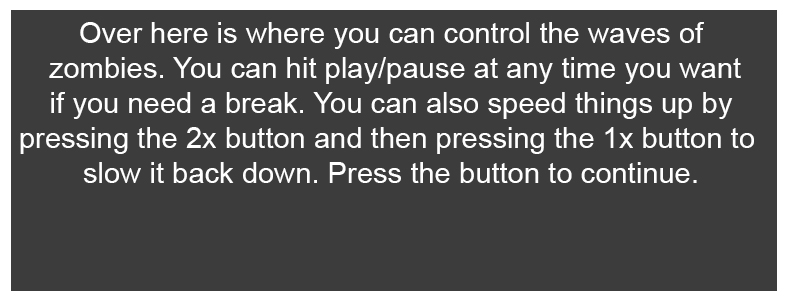 Over here is where you can control the waves of
zombies. You can hit play/pause at any time you want
if you need a break. You can also speed things up by
pressing the 2x button and then pressing the 1x button to
slow it back down. Press the button to continue.